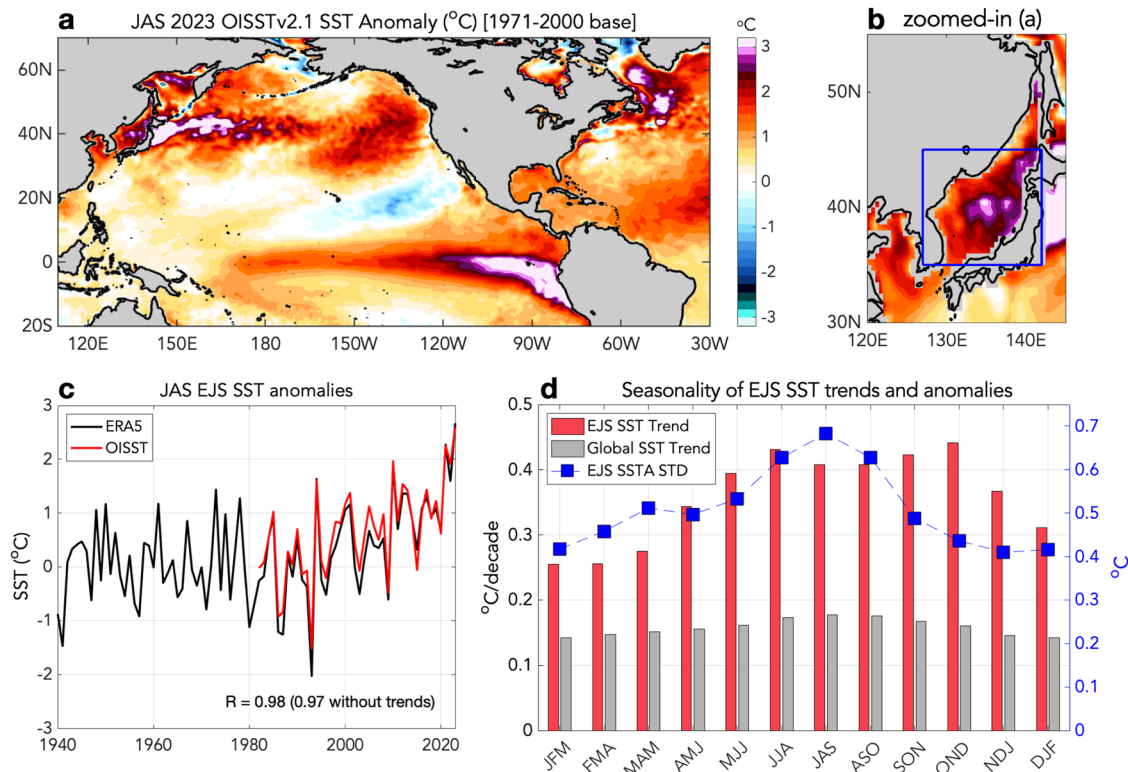 a JAS 2023 OISSTv2.1 SST Anomaly (°C) [1971-2000 base]
°C
60N
40N
20N
0
20S
120E 150E 180 150W 120W 90W 60W 30W
3
2
1
0
-1
-2
-3
b zoomed-in (a)
50N
40N
30N
120E 130E 140E
c JAS EJS SST anomalies
ERA5
OISST
SST (°C)
3
2
1
0
-1
-2
-3
R = 0.98 (0.97 without trends)
1940 1960 1980 2000 2020
d Seasonality of EJS SST trends and anomalies
EJS SST Trend
Global SST Trend
EJS SSTA STD
°C/decade
0.5
0.4
0.3
0.2
0.1
0
0.7
0.6
0.5
0.4
0.3
0.2
0.1
0
°C
JFM FMA MAM AMJ MJJ JJA JAS ASO SON OND NDJ DJF